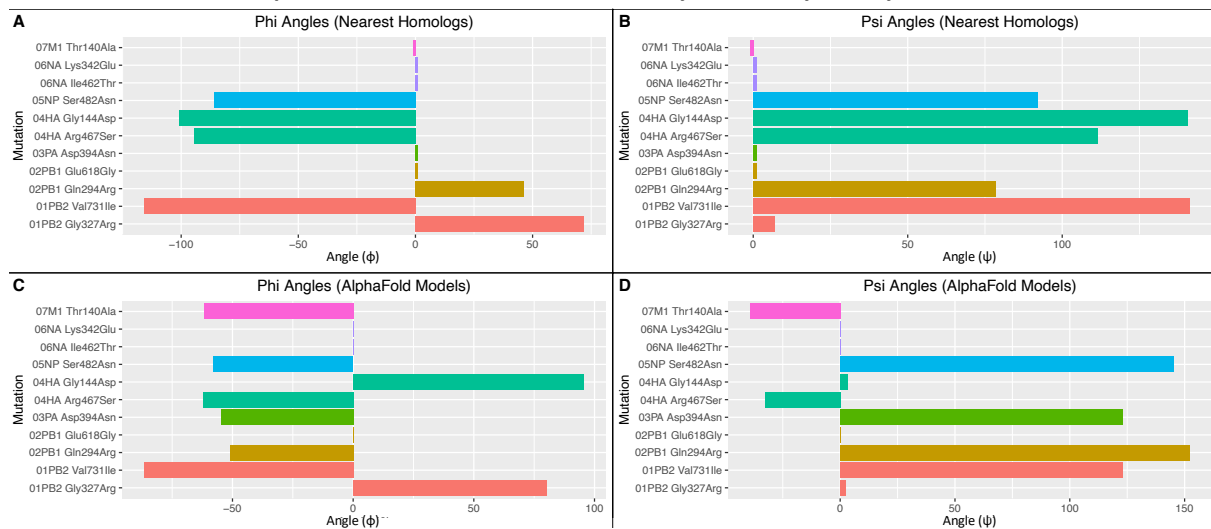 A
Phi Angles (Nearest Homologs)
Mutation
07M1 Thr140Ala
06NA Lys342Glu
06NA Ile462Thr
05NP Ser482Asn
04HA Gly144Asp
04HA Arg467Ser
03PA Asp394Asn
02PB1 Glu618Gly
02PB1 Gln294Arg
01PB2 Val731Ile
01PB2 Gly327Arg
−100 −50 0 50
Angle (ϕ)
B
Psi Angles (Nearest Homologs)
Mutation
07M1 Thr140Ala
06NA Lys342Glu
06NA Ile462Thr
05NP Ser482Asn
04HA Gly144Asp
04HA Arg467Ser
03PA Asp394Asn
02PB1 Glu618Gly
02PB1 Gln294Arg
01PB2 Val731Ile
01PB2 Gly327Arg
0 50 100
Angle (ψ)
C
Phi Angles (AlphaFold Models)
Mutation
07M1 Thr140Ala
06NA Lys342Glu
06NA Ile462Thr
05NP Ser482Asn
04HA Gly144Asp
04HA Arg467Ser
03PA Asp394Asn
02PB1 Glu618Gly
02PB1 Gln294Arg
01PB2 Val731Ile
01PB2 Gly327Arg
−50 0 50 100
Angle (ϕ)
D
Psi Angles (AlphaFold Models)
Mutation
07M1 Thr140Ala
06NA Lys342Glu
06NA Ile462Thr
05NP Ser482Asn
04HA Gly144Asp
04HA Arg467Ser
03PA Asp394Asn
02PB1 Glu618Gly
02PB1 Gln294Arg
01PB2 Val731Ile
01PB2 Gly327Arg
0 50 100 150
Angle (ψ)